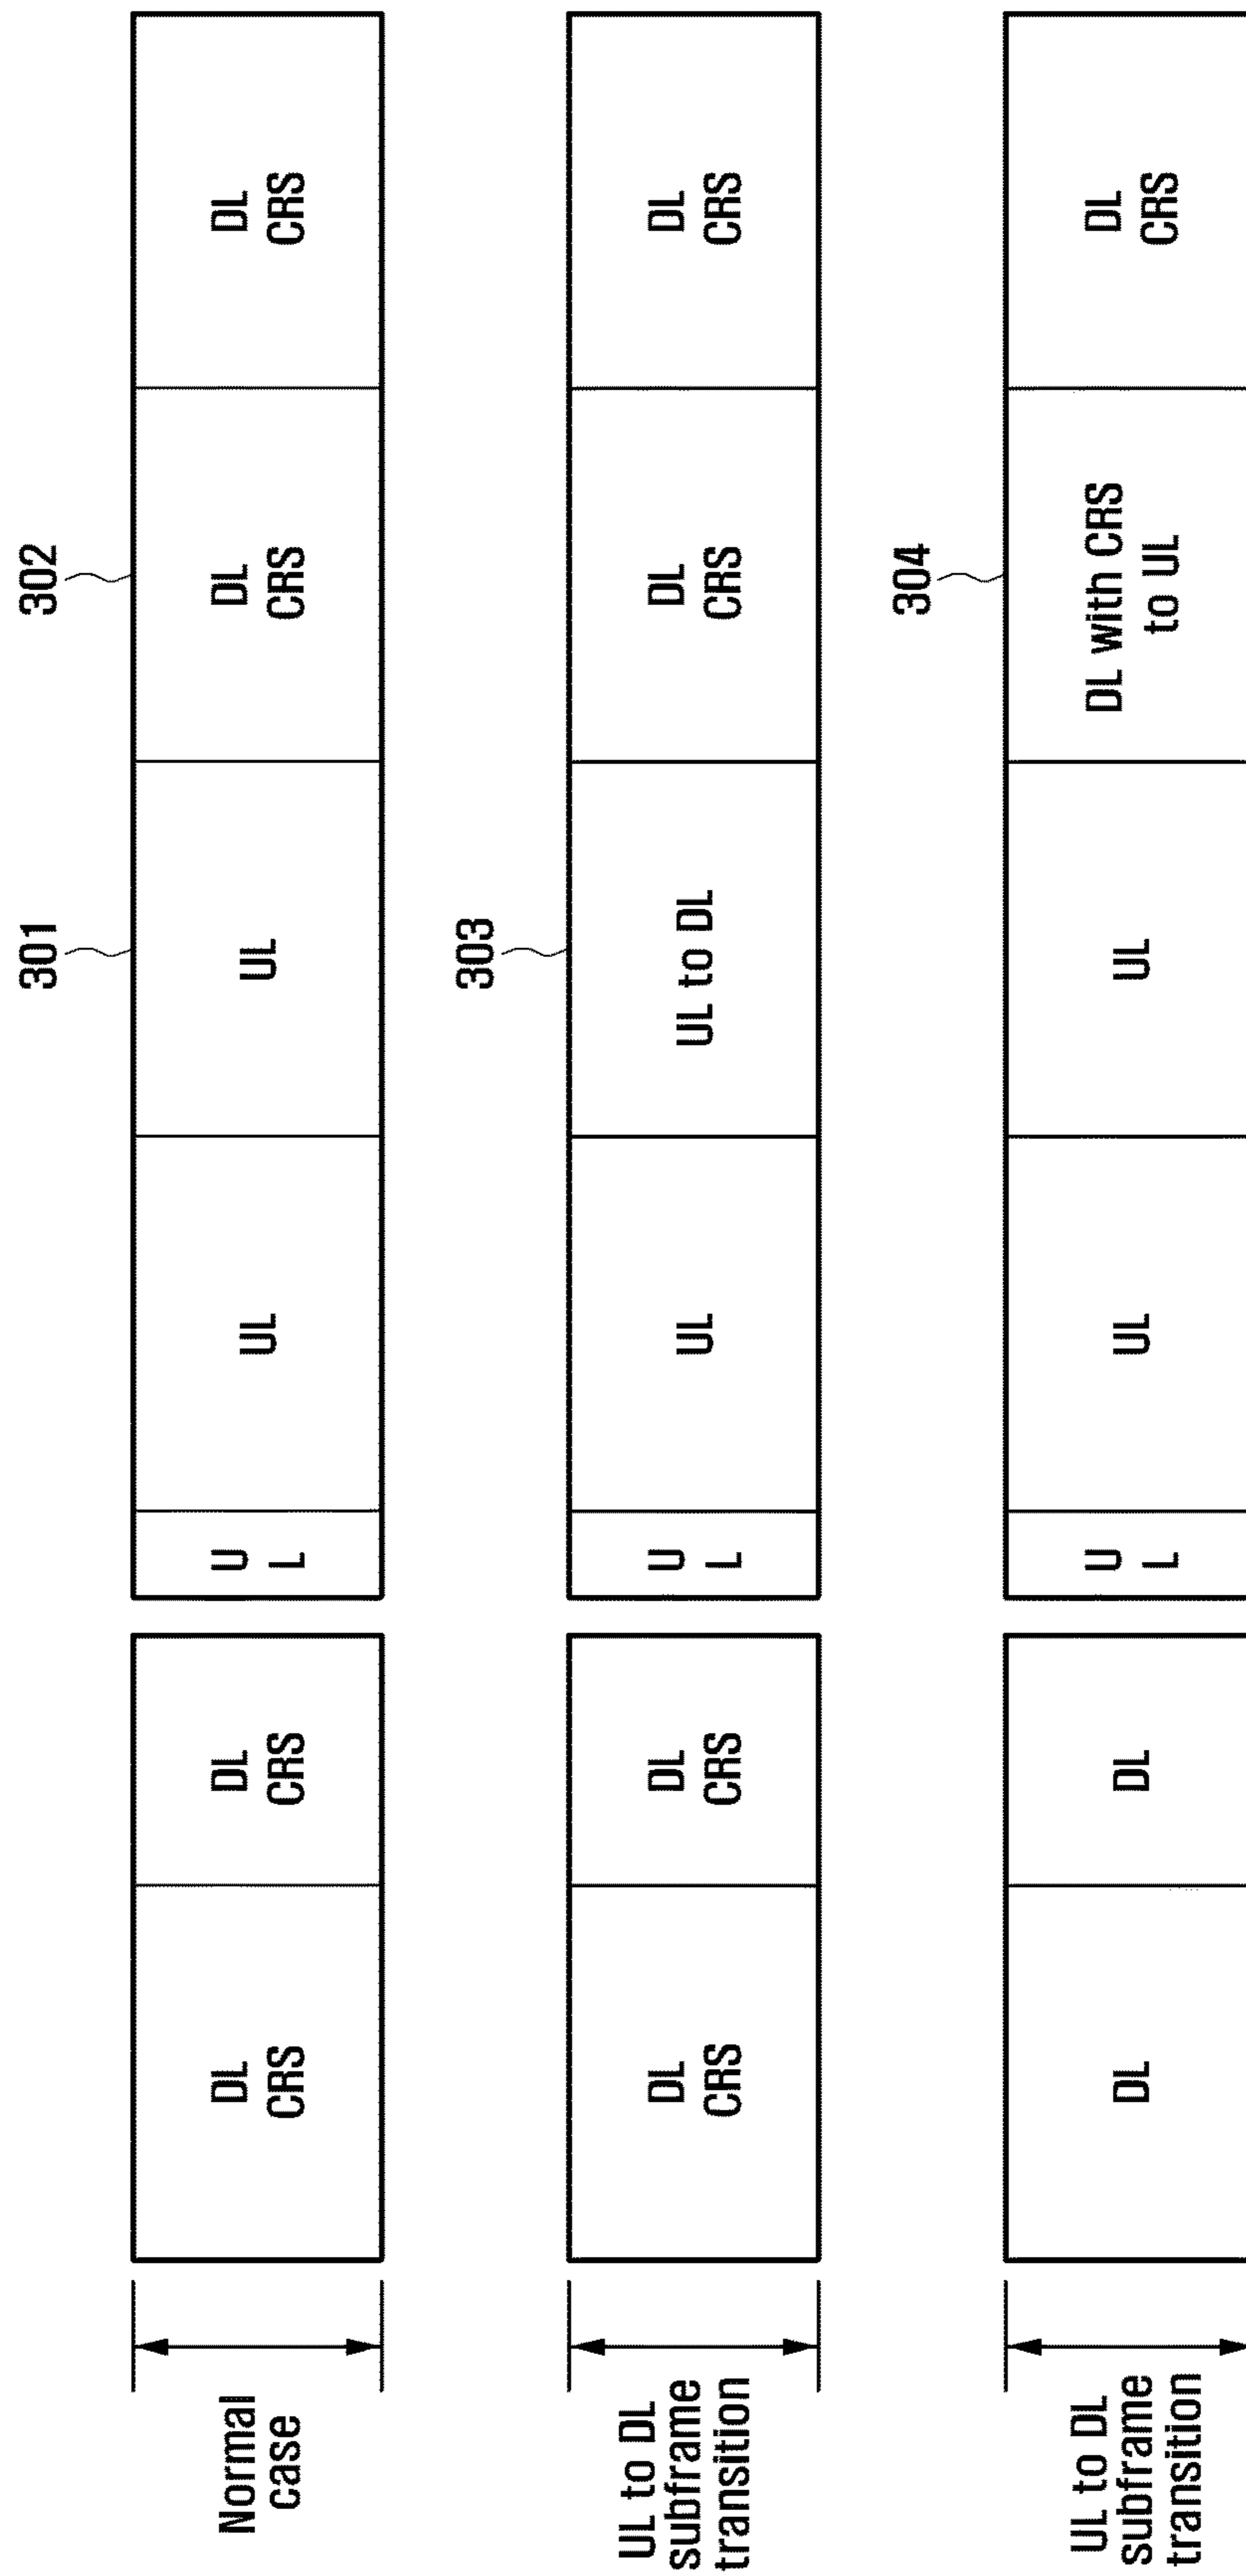 301
302
Normal
case
DL
CRS
DL
CRS
U
L
UL
UL
DL
CRS
DL
CRS
303
UL to DL
subframe
transition
DL
CRS
DL
CRS
U
L
UL
UL to DL
DL
CRS
DL
CRS
304
UL to DL
subframe
transition
DL
DL
U
L
UL
UL
DL with CRS
to UL
DL
CRS